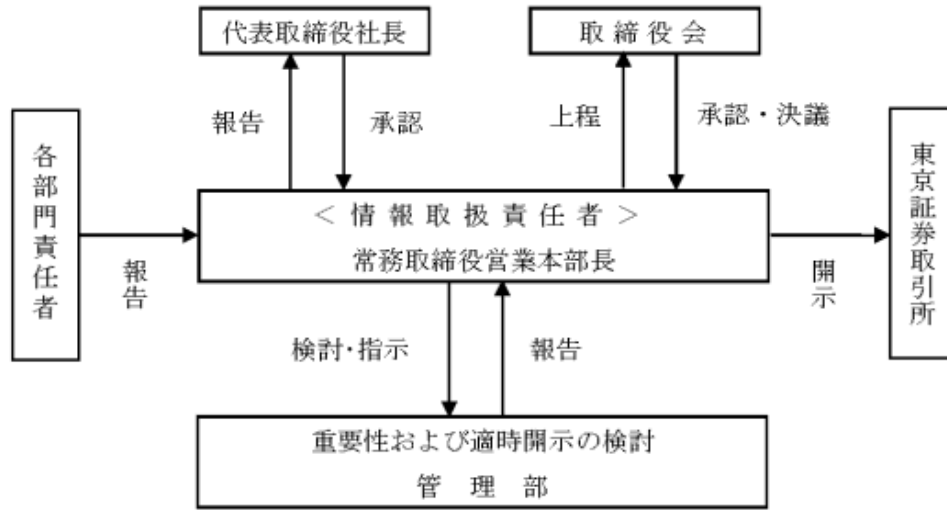 代表取締役社長
取締役会
報告
承認
上程
承認・決議
各部門責任者
報告
＜情報取扱責任者＞
常務取締役営業本部長
開示
東京証券取引所
検討・指示
報告
重要性および適時開示の検討
管理部